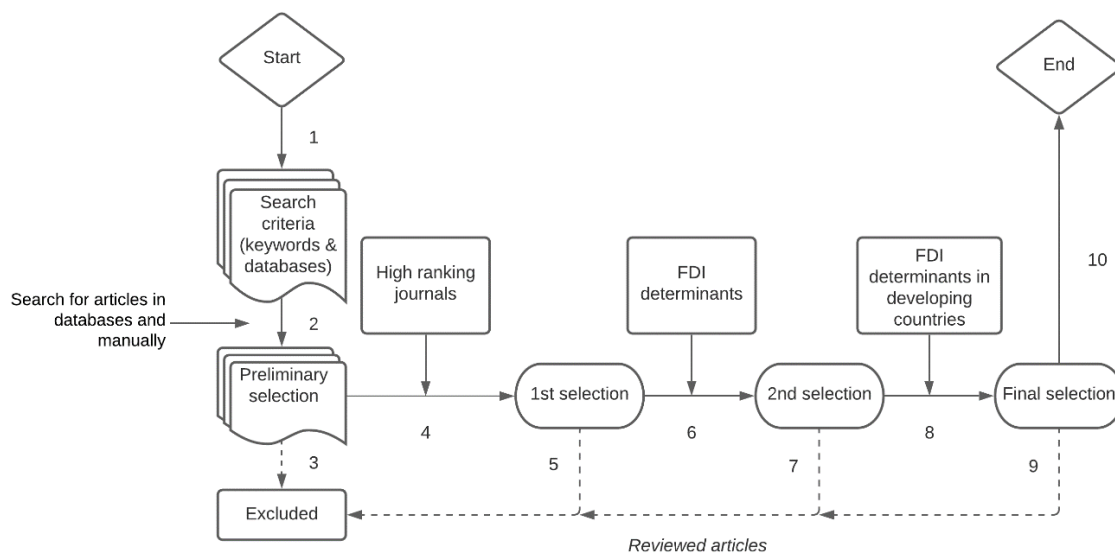 Start
End
1
Search
criteria
(keywords &
databases)
High ranking
journals
FDI
determinants
FDI
determinants in
developing
countries
10
Search for articles in
databases and
manually
2
Preliminary
selection
1st selection
2nd selection
Final selection
4
6
8
3
5
7
9
Excluded
Reviewed articles